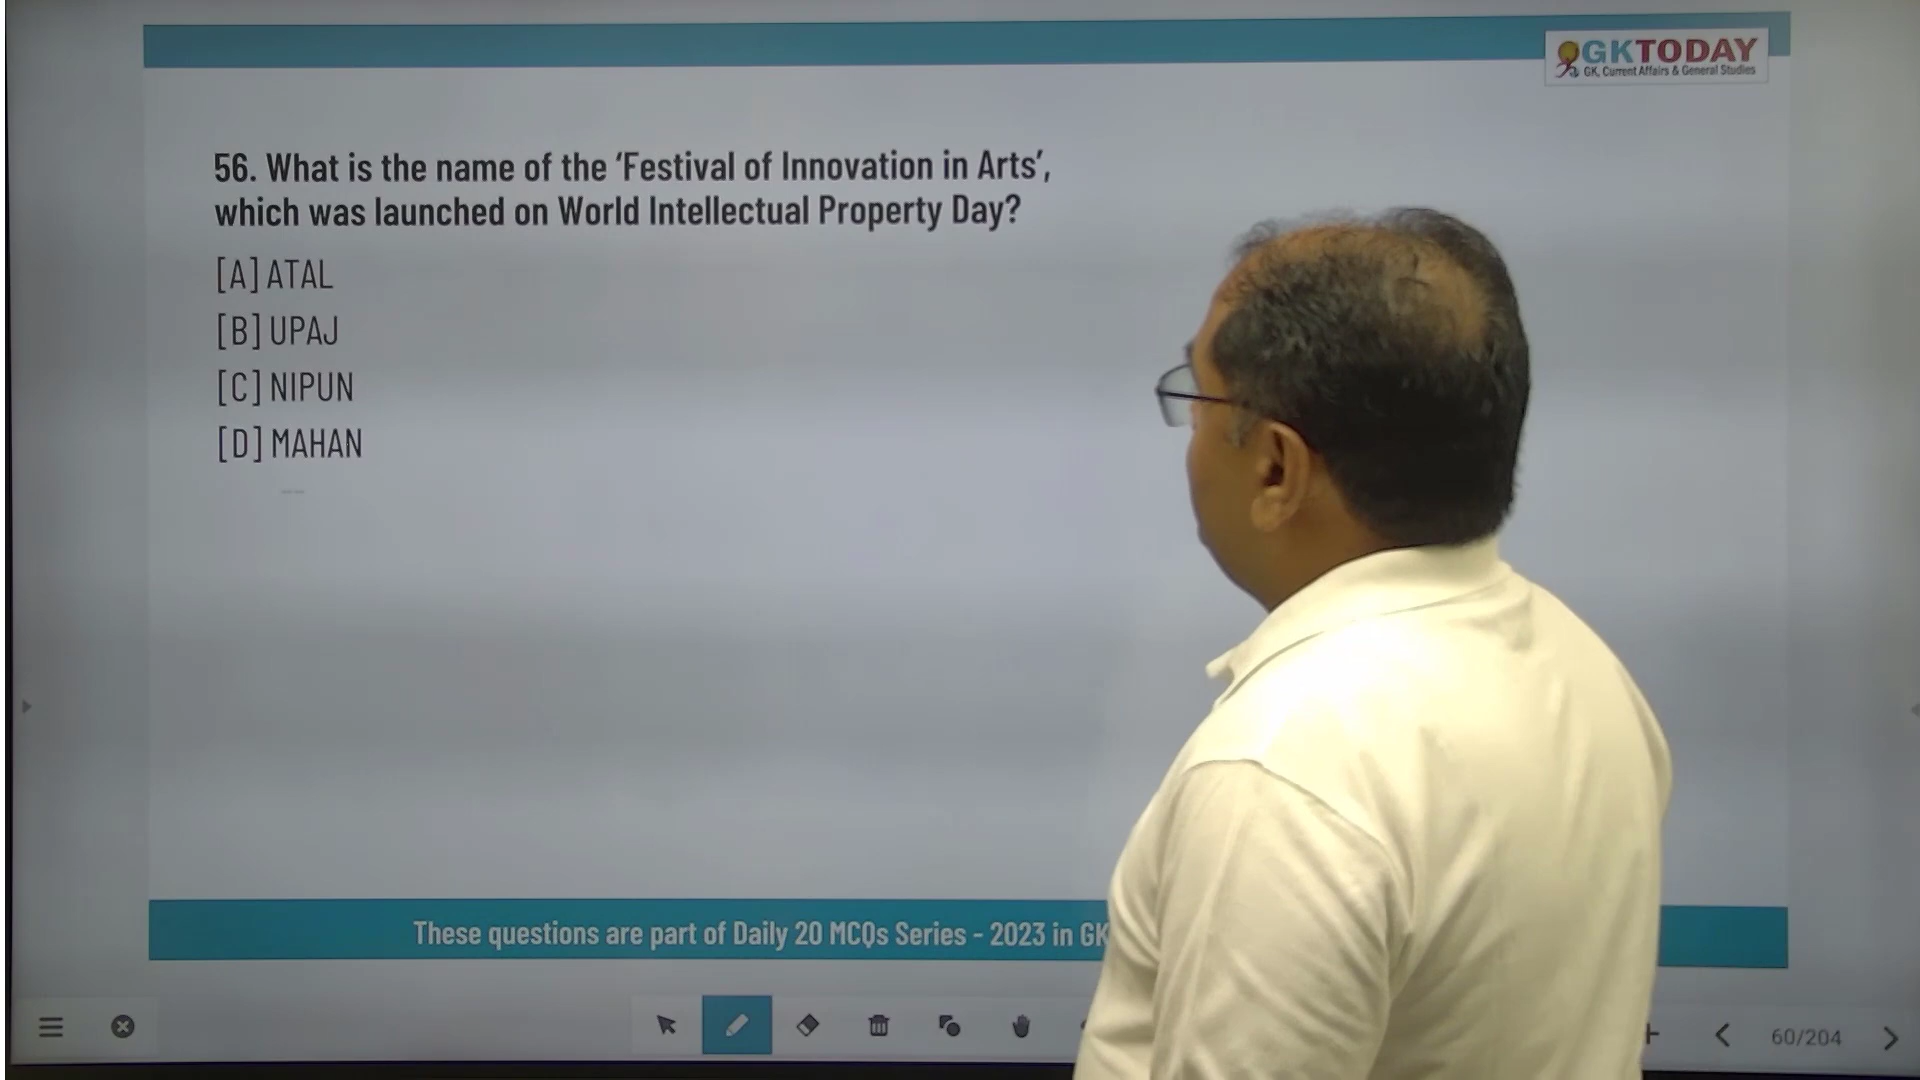 GKTODAY
GK, Current Affairs & General Studies
56. What is the name of the ‘Festival of Innovation in Arts’,
which was launched on World Intellectual Property Day?
[A] ATAL
[B] UPAJ
[C] NIPUN
[D] MAHAN
These questions are part of Daily 20 MCQs Series - 2023 in GK
60/204